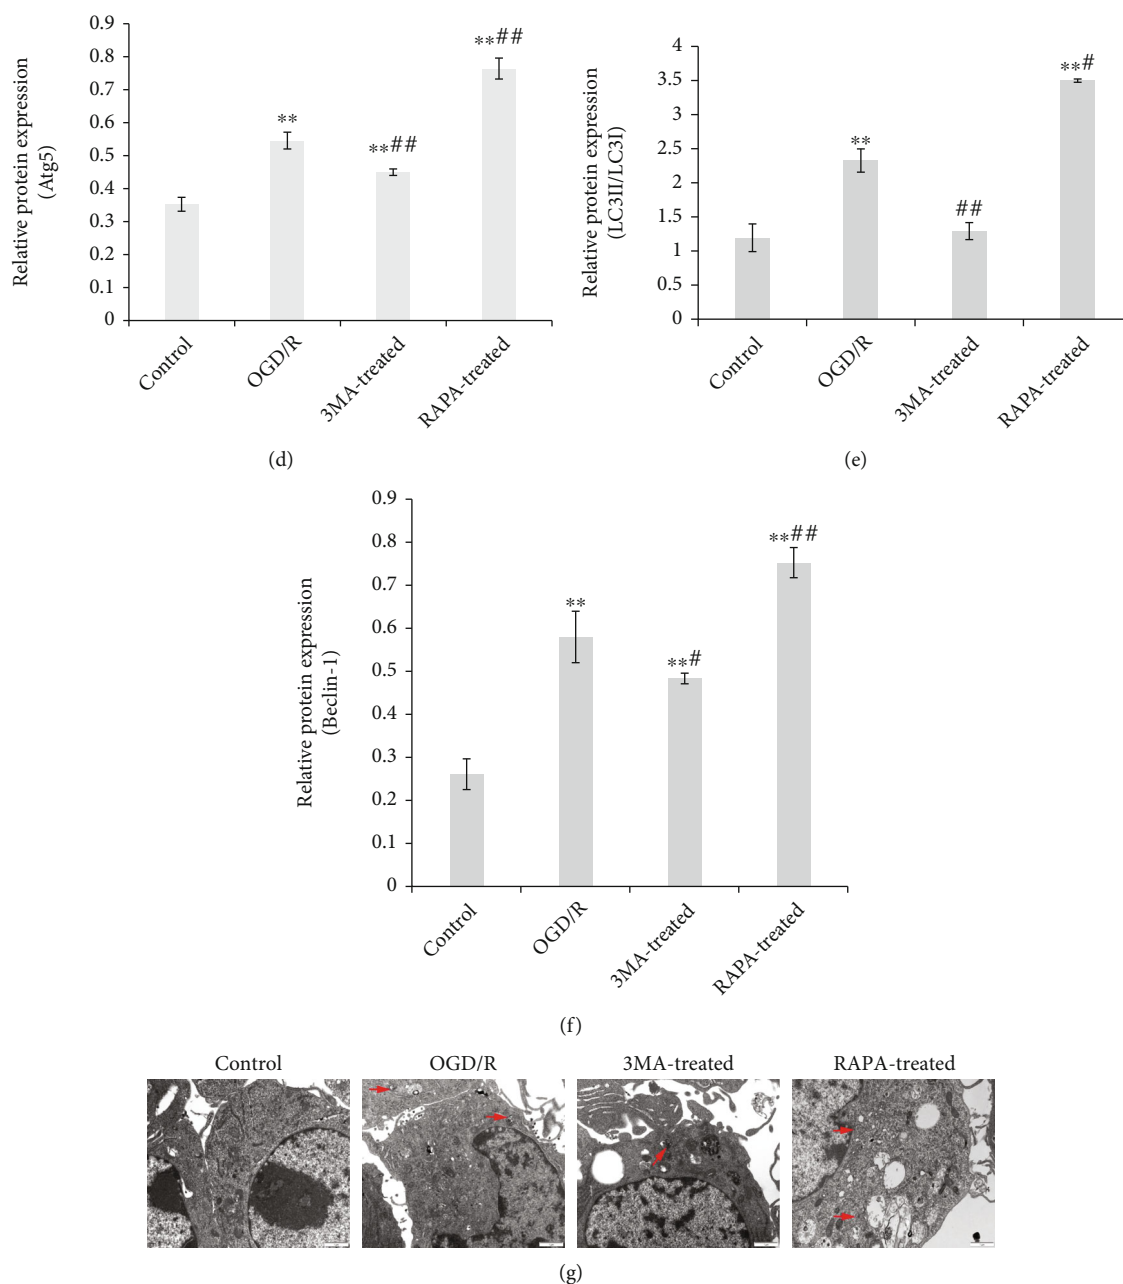 Relative protein expression
(Atg5)
0.9
0.8
0.7
0.6
0.5
0.4
0.3
0.2
0.1
0
**
**##
**##
Control
OGD/R
3MA-treated
RAPA-treated
(d)
Relative protein expression
(LC3II/LC3I)
4
3.5
3
2.5
2
1.5
1
0.5
0
**
##
**#
Control
OGD/R
3MA-treated
RAPA-treated
(e)
Relative protein expression
(Beclin-1)
0.9
0.8
0.7
0.6
0.5
0.4
0.3
0.2
0.1
0
**
**#
**##
Control
OGD/R
3MA-treated
RAPA-treated
(f)
Control
OGD/R
3MA-treated
RAPA-treated
(g)